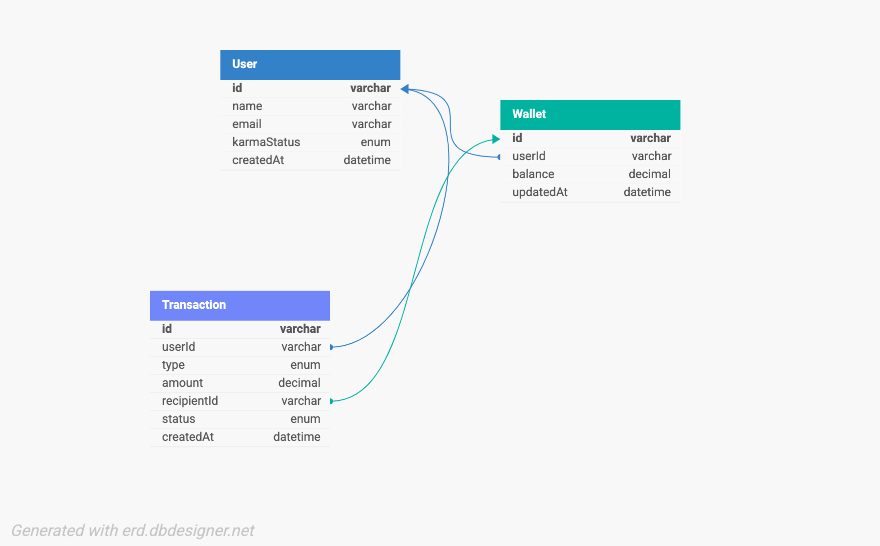 User
id varchar
name varchar
email varchar
karmaStatus enum
createdAt datetime
Wallet
id varchar
userId varchar
balance decimal
updatedAt datetime
Transaction
id varchar
userId varchar
type enum
amount decimal
recipientId varchar
status enum
createdAt datetime
Generated with erd.dbdesigner.net